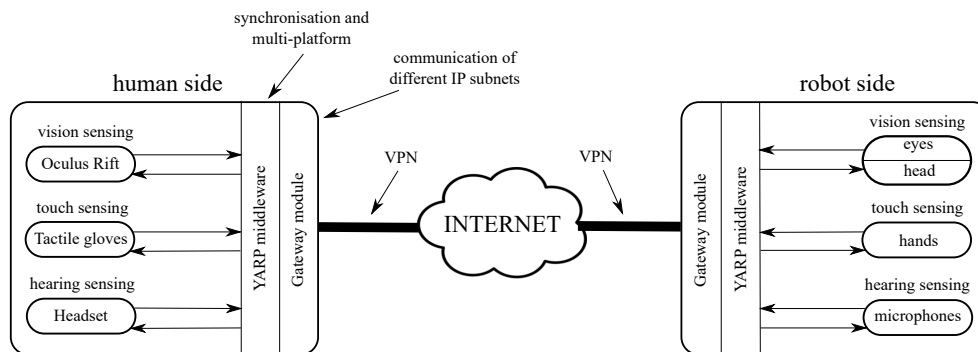 synchronisation and
multi-platform
communication of
different IP subnets
human side
vision sensing
Oculus Rift
touch sensing
Tactile gloves
hearing sensing
Headset
YARP middleware
Gateway module
VPN
INTERNET
VPN
robot side
Gateway module
YARP middleware
vision sensing
eyes
head
touch sensing
hands
hearing sensing
microphones